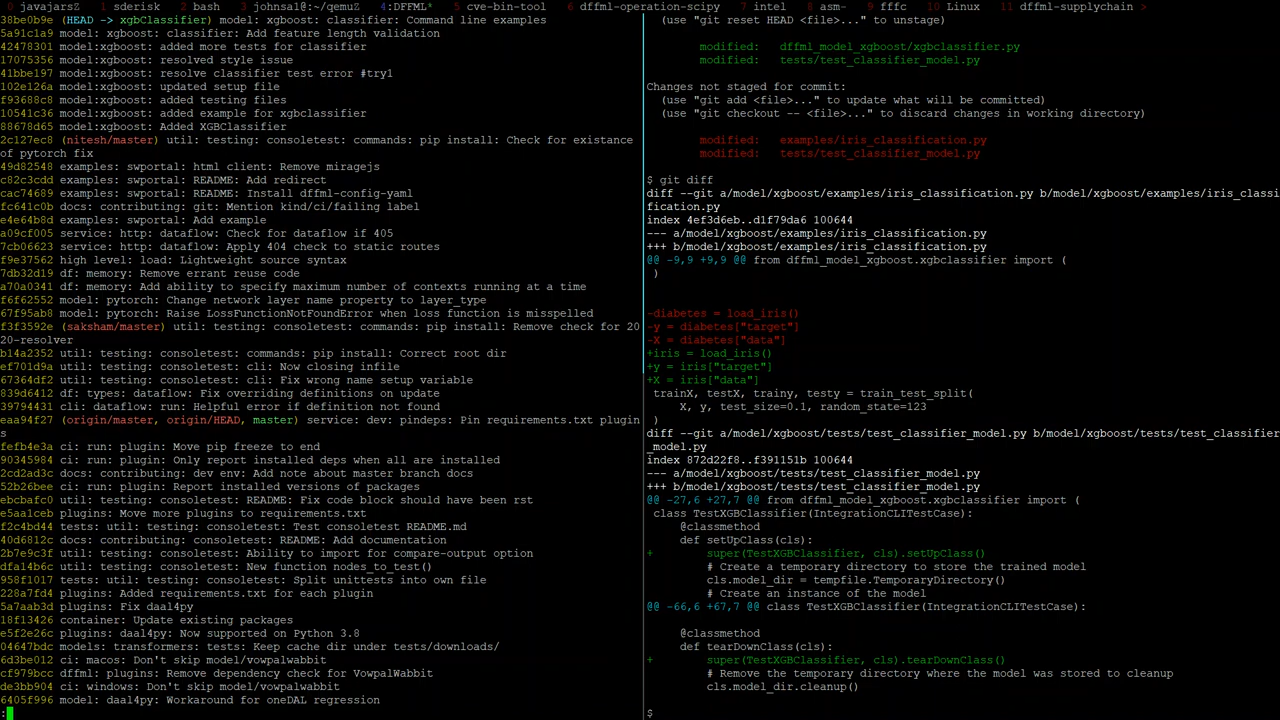 0 javajarsZ  1 sderisk  2 bash  3 johnsal@:~/qemuZ  4:DFFML*  5 cve-bin-tool  6 dffml-operation-scipy  7 intel  8 asm-  9 fffc  10 Linux  11 dffml-supplychain >
38be0b9e (HEAD -> xgbClassifier) model: xgboost: classifier: Command line examples
5a91c1a9 model: xgboost: classifier: Add feature length validation
42478301 model:xgboost: added more tests for classifier
17075356 model:xgboost: resolved style issue
41bbe197 model:xgboost: resolve classifier test error #try1
102e126a model:xgboost: updated setup file
f93688c8 model:xgboost: added testing files
10541c36 model:xgboost: added example for xgbclassifier
88678d65 model:xgboost: Added XGBClassifier
2c127ec8 (nitesh/master) util: testing: consoletest: commands: pip install: Check for existance
of pytorch fix
49d82548 examples: swportal: html client: Remove miragejs
c82c3cdd examples: swportal: README: Add redirect
cac74689 examples: swportal: README: Install dffml-config-yaml
fc641c0b docs: contributing: git: Mention kind/ci/failing label
e4e64b8d examples: swportal: Add example
a09cf005 service: http: dataflow: Check for dataflow if 405
7cb06623 service: http: dataflow: Apply 404 check to static routes
f9e37562 high level: load: Lightweight source syntax
7db32d19 df: memory: Remove errant reuse code
a70a0341 df: memory: Add ability to specify maximum number of contexts running at a time
f6f62552 model: pytorch: Change network layer name property to layer_type
67f95ab8 model: pytorch: Raise LossFunctionNotFoundError when loss function is misspelled
f3f3592e (saksham/master) util: testing: consoletest: commands: pip install: Remove check for 20
20-resolver
b14a2352 util: testing: consoletest: commands: pip install: Correct root dir
ef701d9a util: testing: cli: Now closing infile
67364df2 util: testing: cli: Fix wrong name setup variable
839d6412 df: types: dataflow: Fix overriding definitions on update
39794431 cli: dataflow: run: Helpful error if definition not found
eaa94f27 (origin/master, origin/HEAD, master) service: dev: pindeps: Pin requirements.txt plugin
s
fefb4e3a ci: run: plugin: Move pip freeze to end
90345984 ci: run: plugin: Only report installed deps when all are installed
2cd2ad3c docs: contributing: dev env: Add note about master branch docs
52b26bee ci: run: plugin: Report installed versions of packages
ebcbafc0 util: testing: consoletest: README: Fix code block should have been rst
e5aa1ceb plugins: Move more plugins to requirements.txt
f2c4bd44 tests: util: testing: consoletest: Test consoletest README.md
40d6812c docs: consoletest: README: Add documentation
2b7e9c3f util: testing: consoletest: Ability to import for compare-output option
dfa14b6c util: testing: consoletest: New function nodes_to_test()
958f1017 tests: util: testing: consoletest: Split unittests into own file
228a7fd4 plugins: Added requirements.txt for each plugin
5a7aab3d plugins: Fix daal4py
18f13426 container: Update existing packages
e5f2e26c plugins: daal4py: Now supported on Python 3.8
04647bdc models: transformers: tests: Keep cache dir under tests/downloads/
6d3be012 ci: macos: Don't skip model/vowpalwabbit
cf979bcc dffml: plugins: Remove dependency check for VowpalWabbit
de3bb904 ci: windows: Don't skip model/vowpalwabbit
6405f996 model: daal4py: Workaround for oneDAL regression
:
(use "git reset HEAD <file>..." to unstage)
modified:   dffml_model_xgboost/xgbclassifier.py
modified:   tests/test_classifier_model.py
Changes not staged for commit:
(use "git add <file>..." to update what will be committed)
(use "git checkout -- <file>..." to discard changes in working directory)
modified:   examples/iris_classification.py
modified:   tests/test_classifier_model.py
$ git diff
diff --git a/model/xgboost/examples/iris_classification.py b/model/xgboost/examples/iris_classi
fication.py
index 4ef3d6eb..d1f79da6 100644
--- a/model/xgboost/examples/iris_classification.py
+++ b/model/xgboost/examples/iris_classification.py
@@ -9,9 +9,9 @@ from dffml_model_xgboost.xgbclassifier import (
)
-diabetes = load_iris()
-y = diabetes["target"]
-X = diabetes["data"]
+iris = load_iris()
+y = iris["target"]
+X = iris["data"]
trainX, testX, trainy, testy = train_test_split(
X, y, test_size=0.1, random_state=123
)
diff --git a/model/xgboost/tests/test_classifier_model.py b/model/xgboost/tests/test_classifier
_model.py
index 872d22f8..f391151b 100644
--- a/model/xgboost/tests/test_classifier_model.py
+++ b/model/xgboost/tests/test_classifier_model.py
@@ -27,6 +27,7 @@ from dffml_model_xgboost.xgbclassifier import (
class TestXGBClassifier(IntegrationCLITestCase):
@classmethod
def setUpClass(cls):
+        super(TestXGBClassifier, cls).setUpClass()
# Create a temporary directory to store the trained model
cls.model_dir = tempfile.TemporaryDirectory()
# Create an instance of the model
@@ -66,6 +67,7 @@ class TestXGBClassifier(IntegrationCLITestCase):
@classmethod
def tearDownClass(cls):
+        super(TestXGBClassifier, cls).tearDownClass()
# Remove the temporary directory where the model was stored to cleanup
cls.model_dir.cleanup()
$